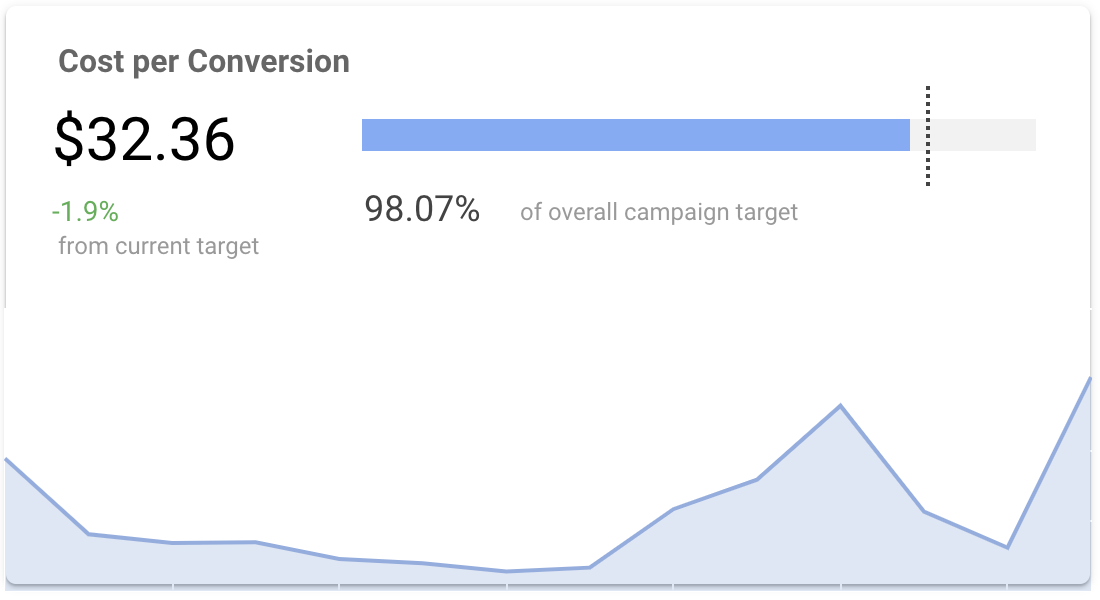 Cost per Conversion
$32.36
-1.9%
from current target
98.07% of overall campaign target